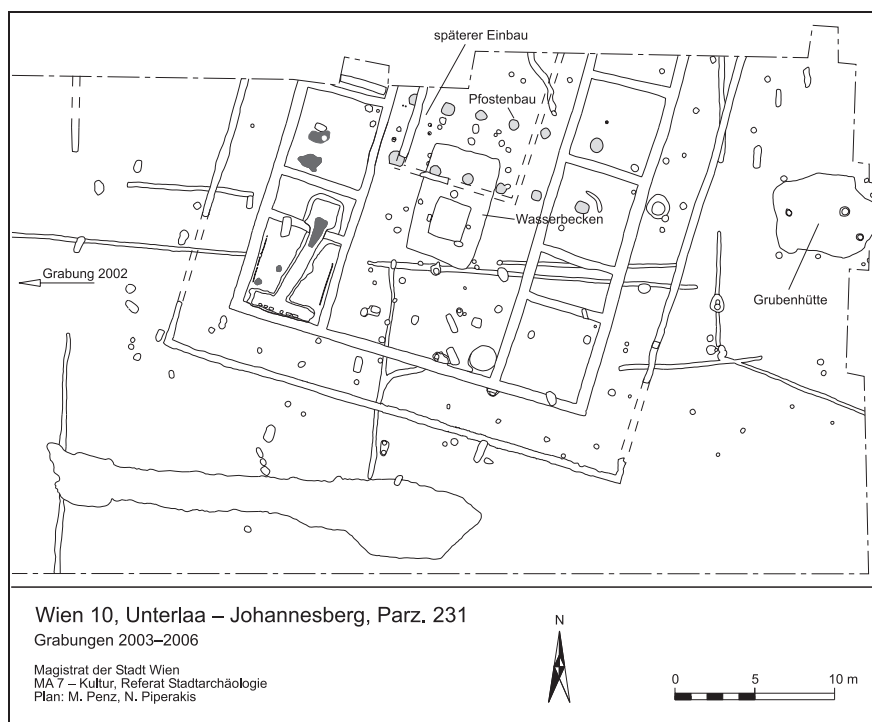 späterer Einbau
Pfostenbau
Wasserbecken
Grabung 2002
Grubenhütte
Wien 10, Unterlaa – Johannesberg, Parz. 231
Grabungen 2003–2006
Magistrat der Stadt Wien
MA 7 – Kultur, Referat Stadtarchäologie
Plan: M. Penz, N. Piperakis
N
0 5 10 m